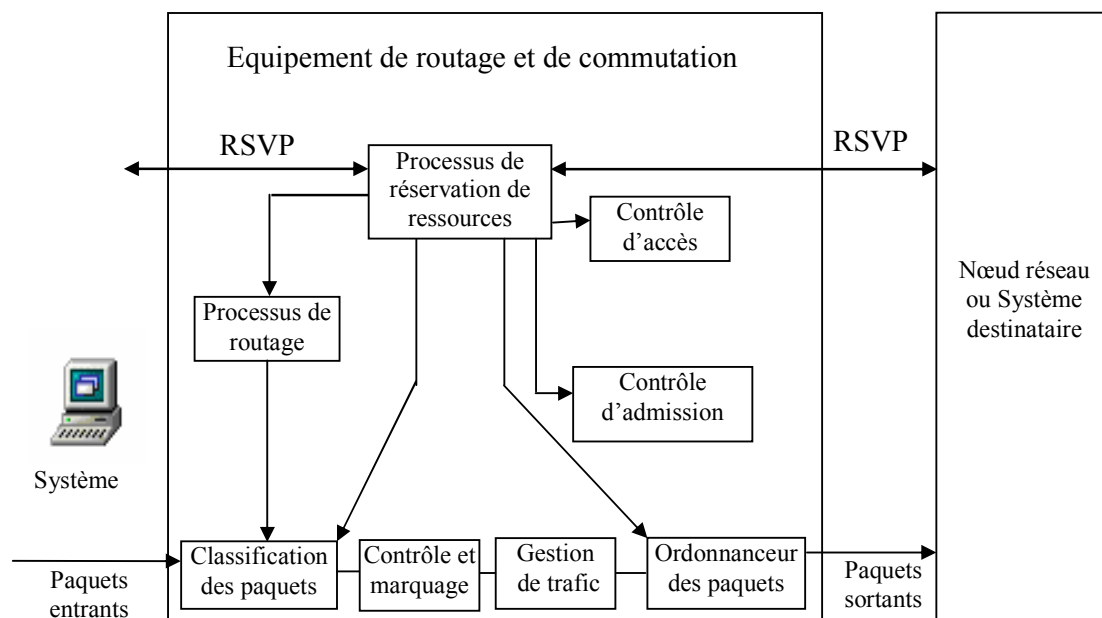 Equipement de routage et de commutation
RSVP
RSVP
Processus de
réservation de
ressources
Contrôle
d'accès
Nœud réseau
ou Système
destinataire
Processus de
routage
Contrôle
d'admission
Système
Classification
des paquets
Contrôle et
marquage
Gestion
de trafic
Ordonnanceur
des paquets
Paquets
entrants
Paquets
sortants